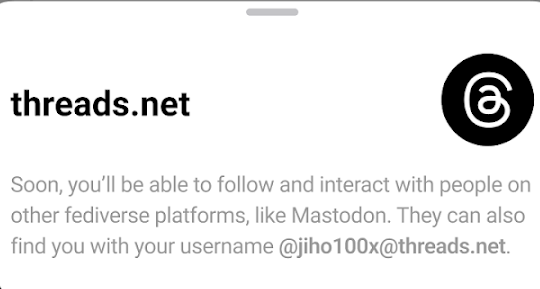 threads.net
Soon, you’ll be able to follow and interact with people on
other fediverse platforms, like Mastodon. They can also
find you with your username @jiho100x@threads.net.